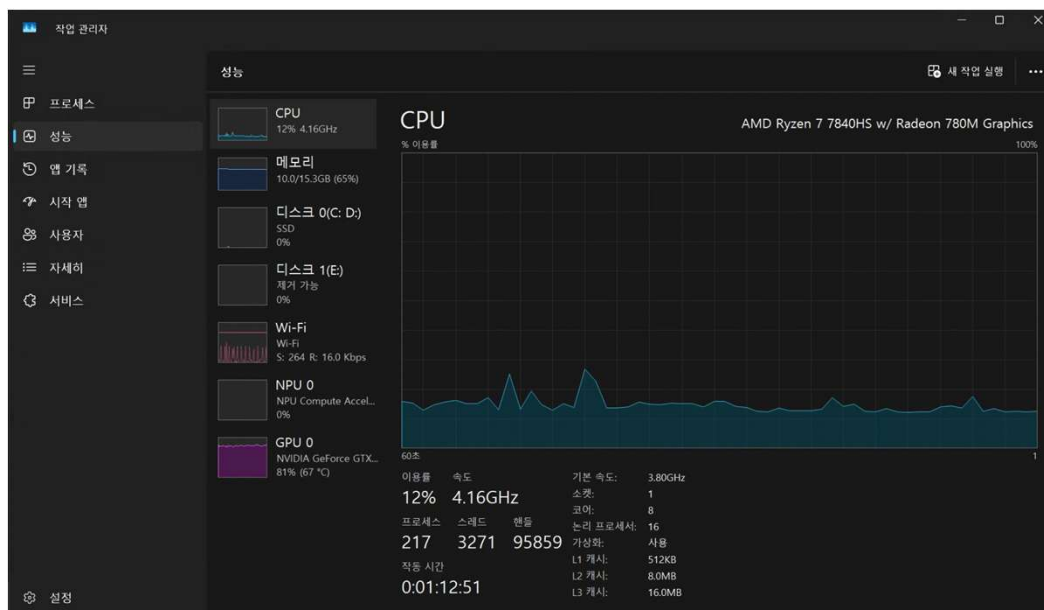 작업 관리자
성능
새 작업 실행
프로세스
성능
앱 기록
시작 앱
사용자
자세히
서비스
설정
CPU
12% 4.16GHz
메모리
10.0/15.3GB (65%)
디스크 0(C: D:)
SSD
0%
디스크 1(E:)
제거 가능
0%
Wi-Fi
Wi-Fi
S: 264 R: 16.0 Kbps
NPU 0
NPU Compute Accel...
0%
GPU 0
NVIDIA GeForce GTX...
81% (67 °C)
CPU
AMD Ryzen 7 7840HS w/ Radeon 780M Graphics
% 이용률
100%
60초
1
이용률 속도
12% 4.16GHz
프로세스 스레드 핸들
217 3271 95859
작동 시간
0:01:12:51
기본 속도: 3.80GHz
소켓: 1
코어: 8
논리 프로세서: 16
가상화: 사용
L1 캐시: 512KB
L2 캐시: 8.0MB
L3 캐시: 16.0MB